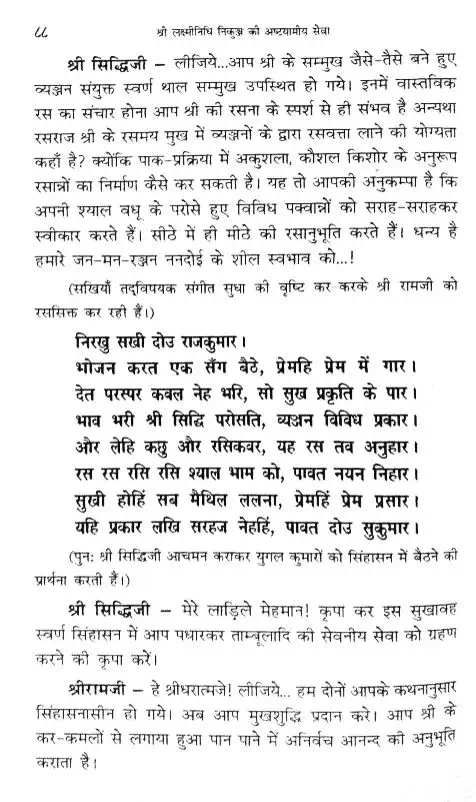 ८८
श्री लक्ष्मीनिधि निकुञ्ज की अष्टयामीय सेवा
श्री सिद्धिजी – लीजिये...आप श्री के सम्मुख जैसे-तैसे बने हुए
व्यञ्जन संयुक्त स्वर्ण थाल सम्मुख उपस्थित हो गये। इनमें वास्तविक
रस का संचार होना आप श्री की रसना के स्पर्श से ही संभव है अन्यथा
रसराज श्री के रसमय मुख में व्यञ्जनों के द्वारा रसवत्ता लाने की योग्यता
कहाँ है? क्योंकि पाक-प्रक्रिया में अकुशला, कौशल किशोर के अनुरूप
रसान्नों का निर्माण कैसे कर सकती है। यह तो आपकी अनुकम्पा है कि
अपनी श्याल वधू के परोसे हुए विविध पक्वान्नों को सराह-सराहकर
स्वीकार करते हैं। सीठे में ही मीठे की रसानुभूति करते हैं। धन्य है
हमारे जन-मन-रञ्जन ननदोई के शील स्वभाव को...!
(सखियाँ तद्विषयक संगीत सुधा की वृष्टि कर करके श्री रामजी को
रससिक्त कर रही हैं।)
निरखु सखी दोउ राजकुमार।
भोजन करत एक सँग बैठे, प्रेमहि प्रेम में गार।
देत परस्पर कबल नेह भरि, सो सुख प्रकृति के पार।
भाव भरी श्री सिद्धि परोसति, व्यञ्जन विविध प्रकार।
और लेहि कछु और रसिकवर, यह रस तव अनुहार।
रस रस रसि रसि श्याल भाम को, पावत नयन निहार।
सुखी होहिं सब मैथिल ललना, प्रेमहिं प्रेम प्रसार।
यहि प्रकार लखि सरहज नेहहिं, पावत दोउ सुकुमार।
(पुनः श्री सिद्धिजी आचमन कराकर युगल कुमारों को सिंहासन में बैठने की
प्रार्थना करती हैं।)
श्री सिद्धिजी – मेरे लाड़िले मेहमान! कृपा कर इस सुखावह
स्वर्ण सिंहासन में आप पधारकर ताम्बूलादि की सेवनीय सेवा को ग्रहण
करने की कृपा करें।
श्रीरामजी – हे श्रीधरात्मजे! लीजिये... हम दोनों आपके कथनानुसार
सिंहासनासीन हो गये। अब आप मुखशुद्धि प्रदान करे। आप श्री के
कर-कमलों से लगाया हुआ पान पाने में अनिर्वच आनन्द की अनुभूति
कराता है।